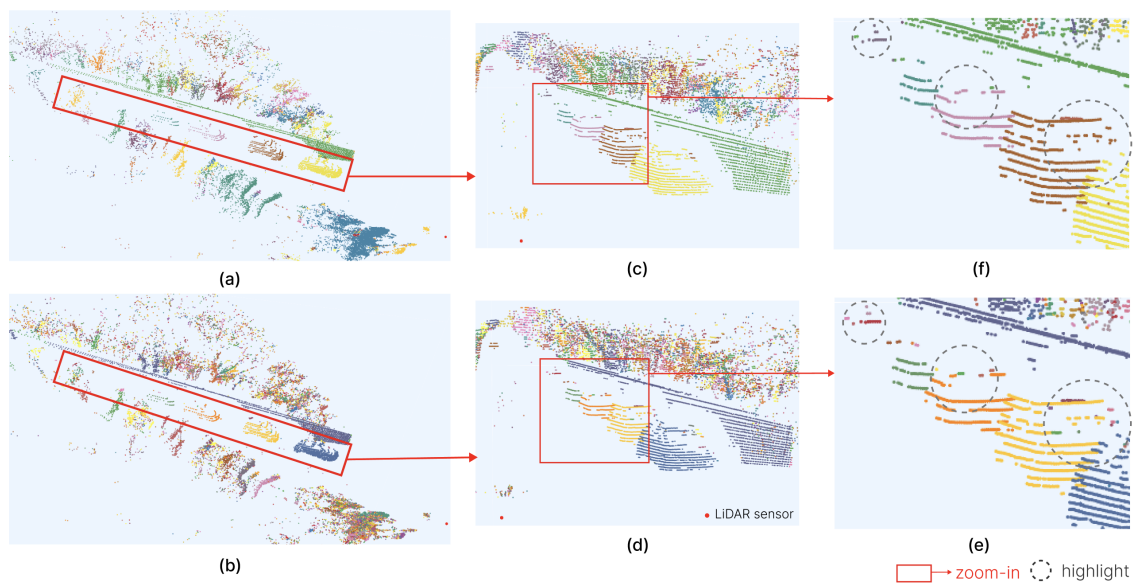 (a)
(c)
(f)
LiDAR sensor
(b)
(d)
(e)
zoom-in
highlight